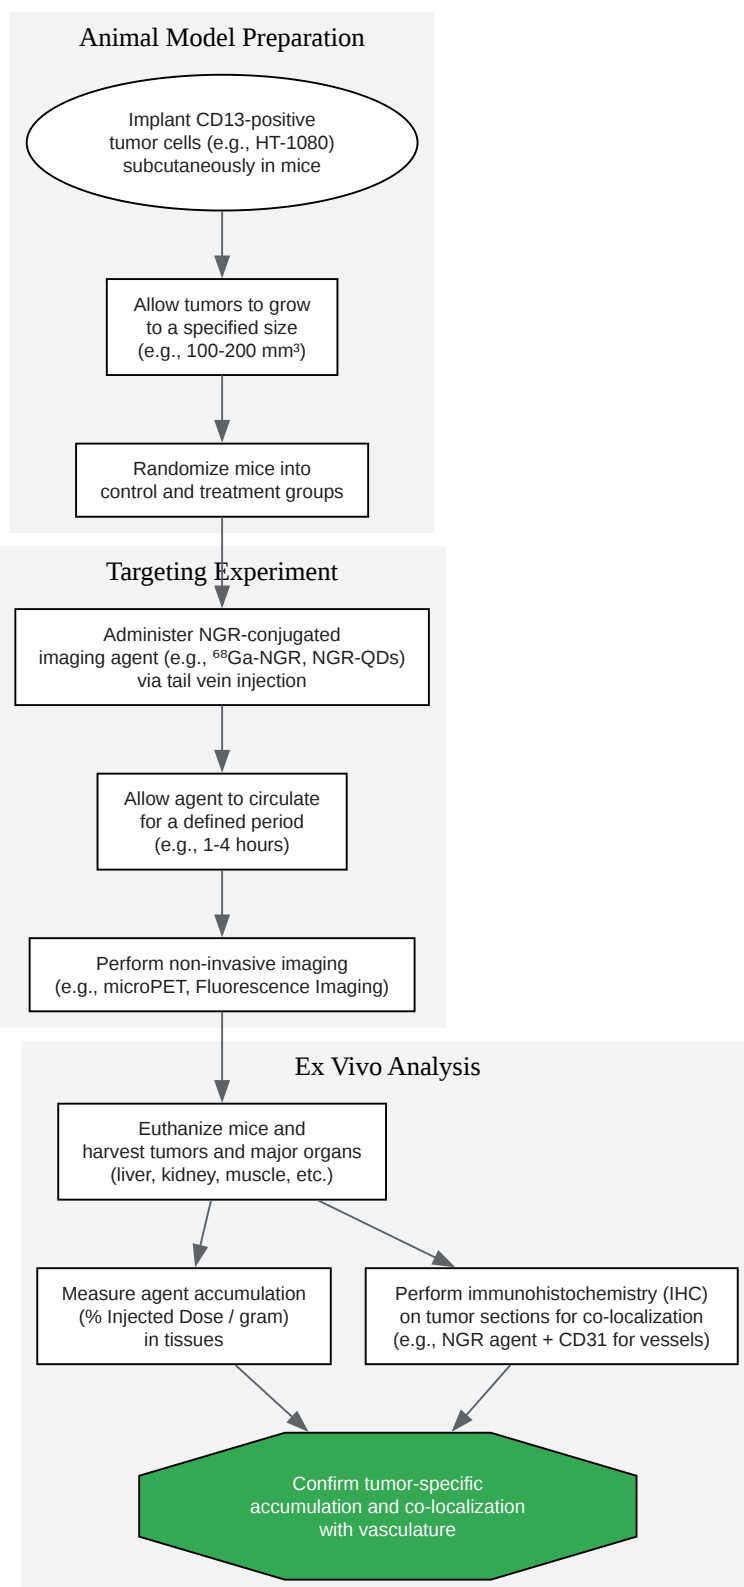 Animal Model Preparation
Implant CD13-positive
tumor cells (e.g., HT-1080)
subcutaneously in mice
Allow tumors to grow
to a specified size
(e.g., 100-200 mm³)
Randomize mice into
control and treatment groups
Targeting Experiment
Administer NGR-conjugated
imaging agent (e.g., ⁶⁸Ga-NGR, NGR-QDs)
via tail vein injection
Allow agent to circulate
for a defined period
(e.g., 1-4 hours)
Perform non-invasive imaging
(e.g., microPET, Fluorescence Imaging)
Ex Vivo Analysis
Euthanize mice and
harvest tumors and major organs
(liver, kidney, muscle, etc.)
Measure agent accumulation
(% Injected Dose / gram)
in tissues
Perform immunohistochemistry (IHC)
on tumor sections for co-localization
(e.g., NGR agent + CD31 for vessels)
Confirm tumor-specific
accumulation and co-localization
with vasculature